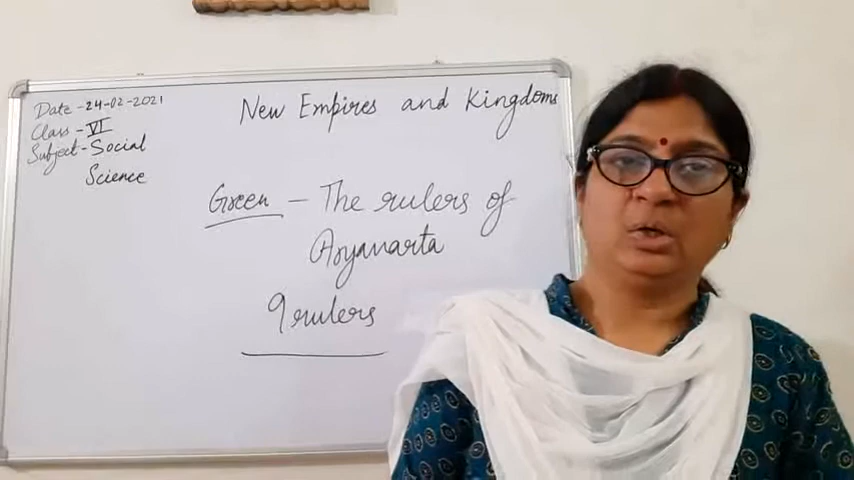 Date - 24-02-2021
Class - VI
Subject - Social
Science
New Empires and Kingdoms
Green - The rulers of
Aryavarta
9 rulers